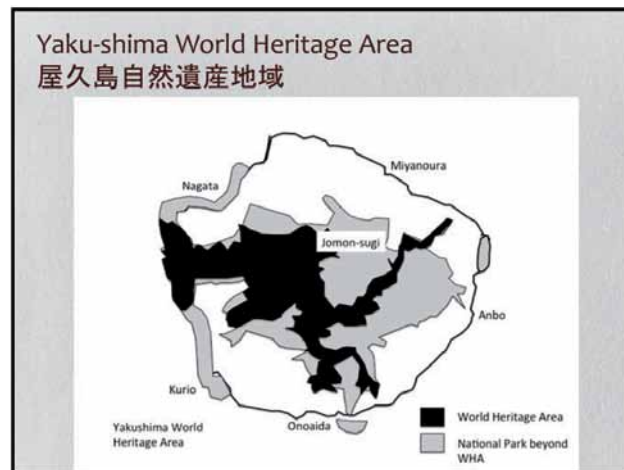 Yaku-shima World Heritage Area
屋久島自然遺産地域
Miyanoura
Nagata
Jomon-sugi
Anbo
Kurio
Onoaida
Yakushima World
Heritage Area
World Heritage Area
National Park beyond
WHA